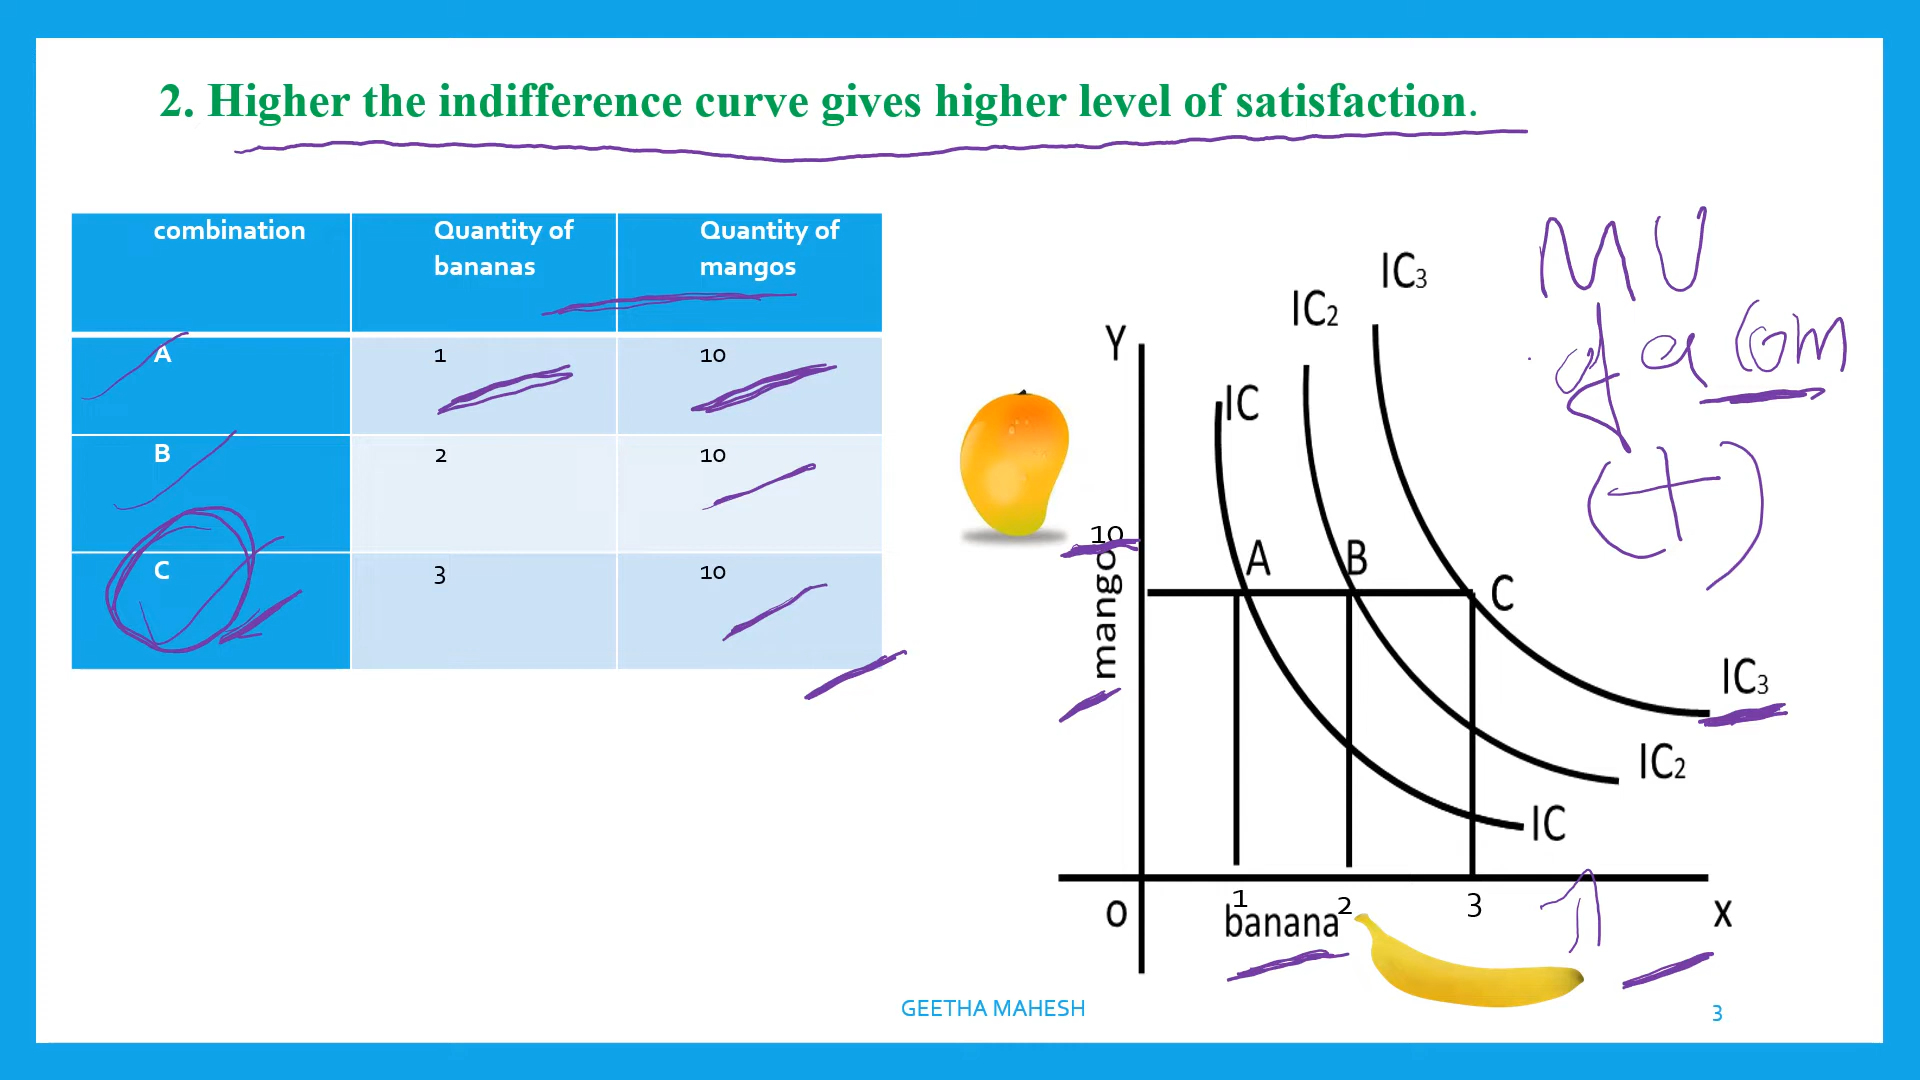 2. Higher the indifference curve gives higher level of satisfaction.
combination Quantity of bananas Quantity of mangos
A 1 10
B 2 10
C 3 10
IC3
IC2
Y
IC
10
mango
A B C
IC3
IC2
IC
O 1 2 3 X
banana
MU
of a Com
(+)
GEETHA MAHESH
3